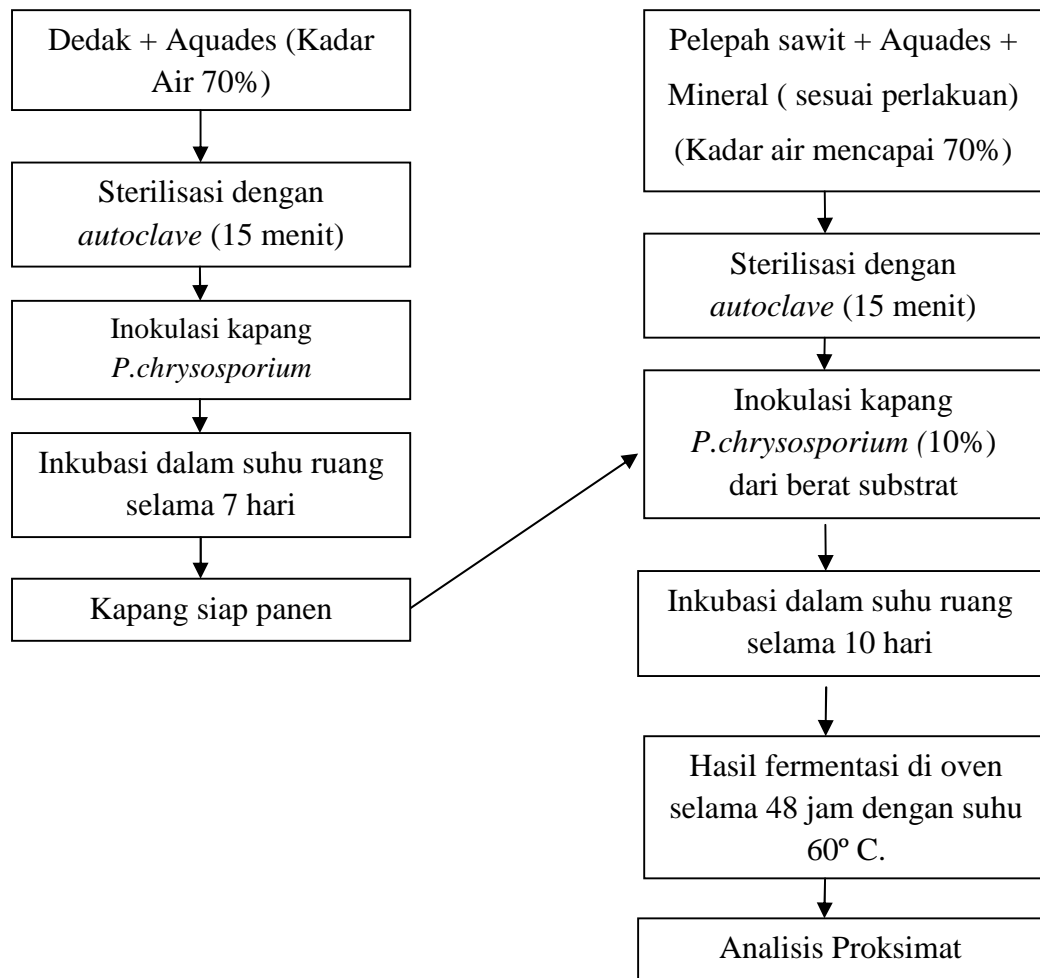 Dedak + Aquades (Kadar
Air 70%)
Sterilisasi dengan
autoclave (15 menit)
Inokulasi kapang
P.chrysosporium
Inkubasi dalam suhu ruang
selama 7 hari
Kapang siap panen
Pelepah sawit + Aquades +
Mineral ( sesuai perlakuan)
(Kadar air mencapai 70%)
Sterilisasi dengan
autoclave (15 menit)
Inokulasi kapang
P.chrysosporium (10%)
dari berat substrat
Inkubasi dalam suhu ruang
selama 10 hari
Hasil fermentasi di oven
selama 48 jam dengan suhu
60º C.
Analisis Proksimat